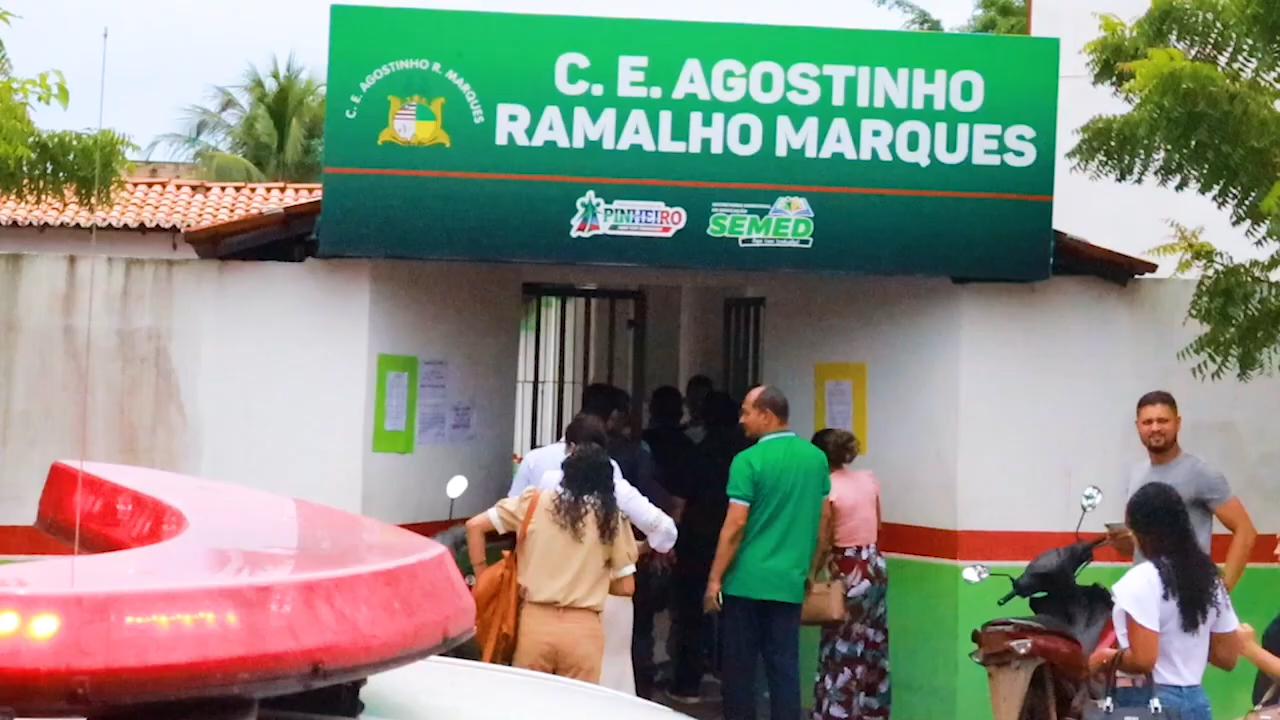 C. E. AGOSTINHO R. MARQUES
C. E. AGOSTINHO
RAMALHO MARQUES
PINHEIRO
SEMED